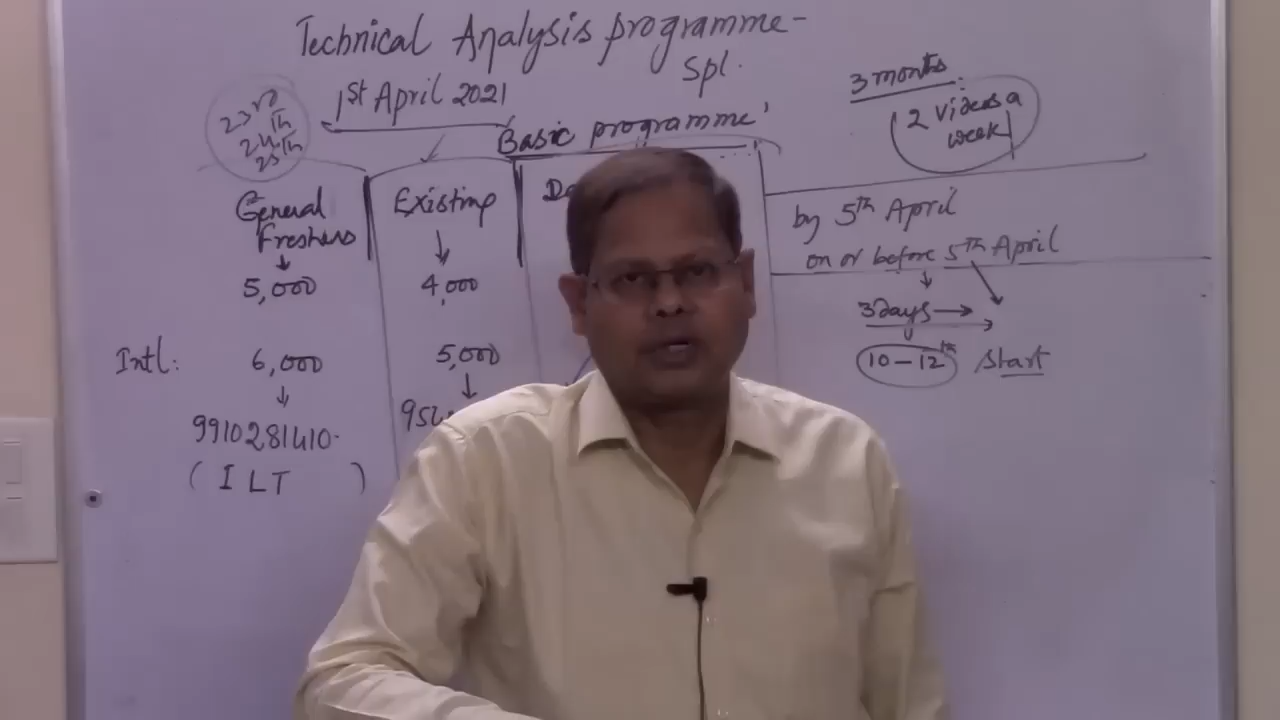 Technical Analysis programme -
Spl.
23rd
24th
25th
1st April 2021
Basic programme'
3 months:
2 videos a
week
General
Freshers
5,000
Existing
4,000
by 5th April
on or before 5th April
3 days
10 - 12th start
Intl: 6,000
5,000
9910281410.
( ILT )